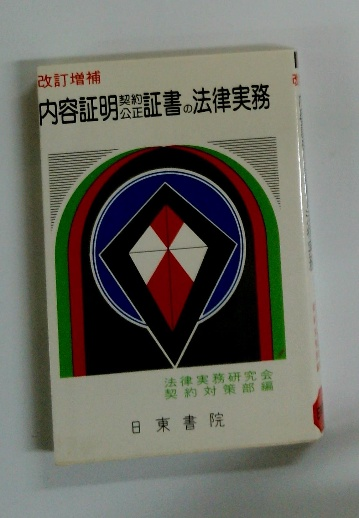 改訂増補
内容証明契約公正証書の法律実務
法律実務研究会
契約対策部編
日東書院